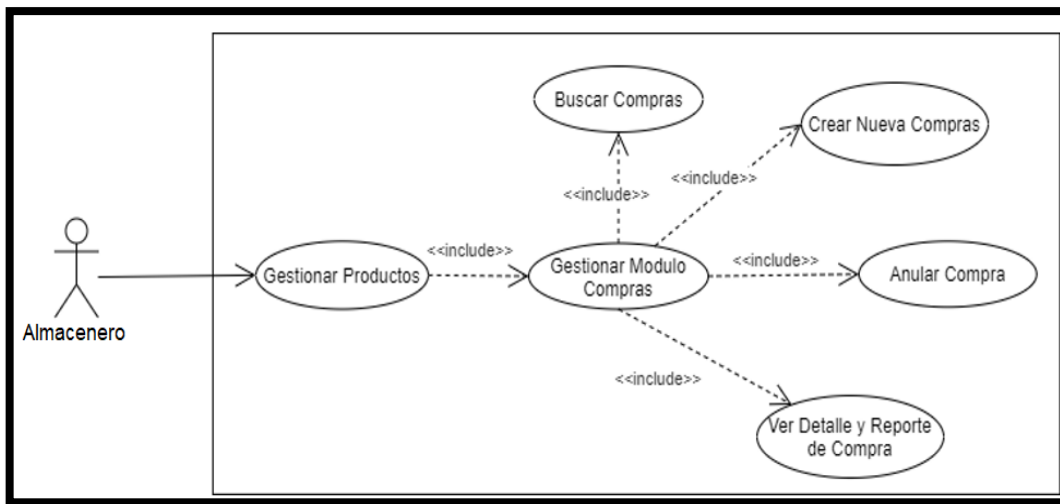 Buscar Compras
Crear Nueva Compras
<<include>>
<<include>>
<<include>>
Gestionar Productos
Gestionar Modulo
Compras
<<include>>
Anular Compra
Almacenero
<<include>>
Ver Detalle y Reporte
de Compra